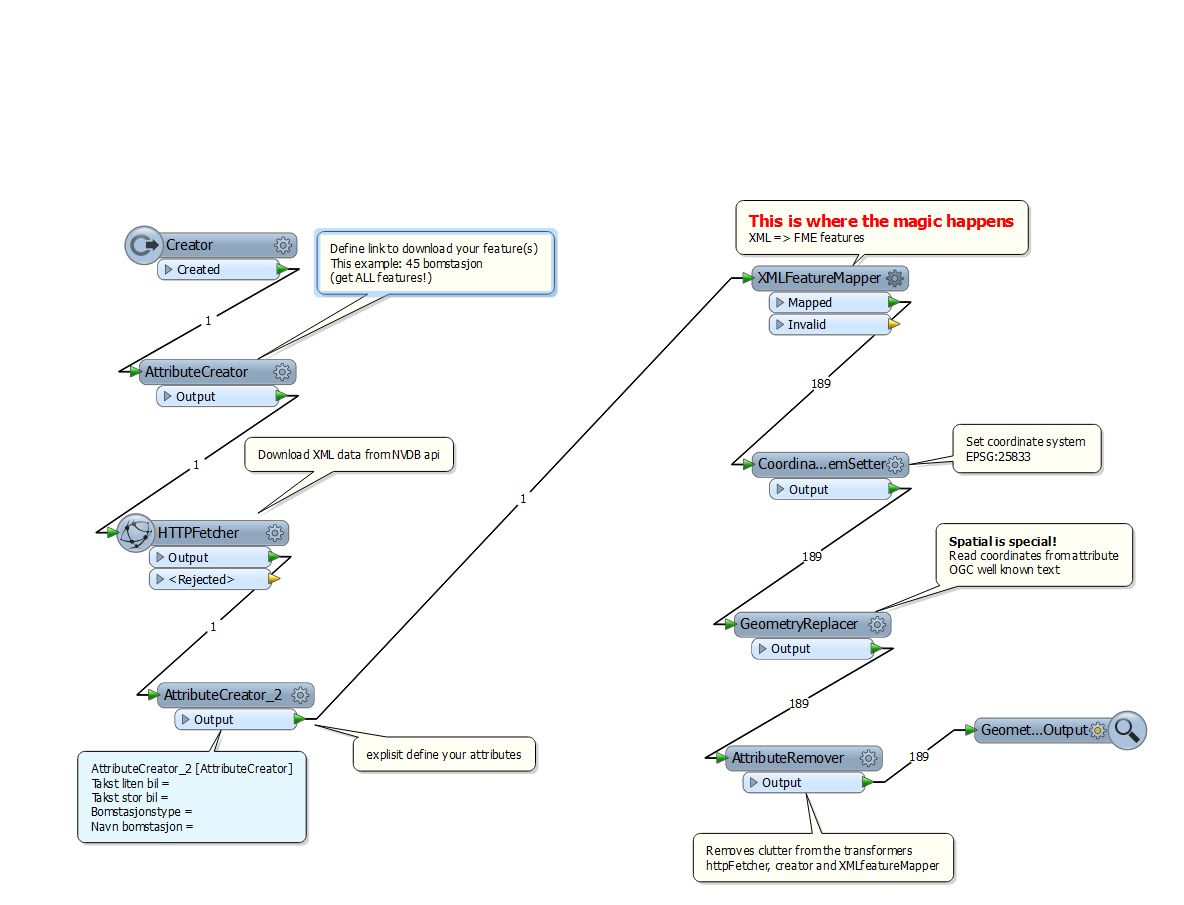 Creator
Created
Define link to download your feature(s)
This example: 45 bomstasjon
(get ALL features!)
1
AttributeCreator
Output
1
Download XML data from NVDB api
HTTPFetcher
Output
<Rejected>
1
AttributeCreator_2
Output
explisit define your attributes
AttributeCreator_2 [AttributeCreator]
Takst liten bil =
Takst stor bil =
Bomstasjonstype =
Navn bomstasjon =
1
This is where the magic happens
XML => FME features
XMLFeatureMapper
Mapped
Invalid
189
Coordina...emSetter
Output
Set coordinate system
EPSG:25833
189
Spatial is special!
Read coordinates from attribute
OGC well known text
GeometryReplacer
Output
189
AttributeRemover
Output
189
Geomet...Output
Removes clutter from the transformers
httpFetcher, creator and XMLfeatureMapper